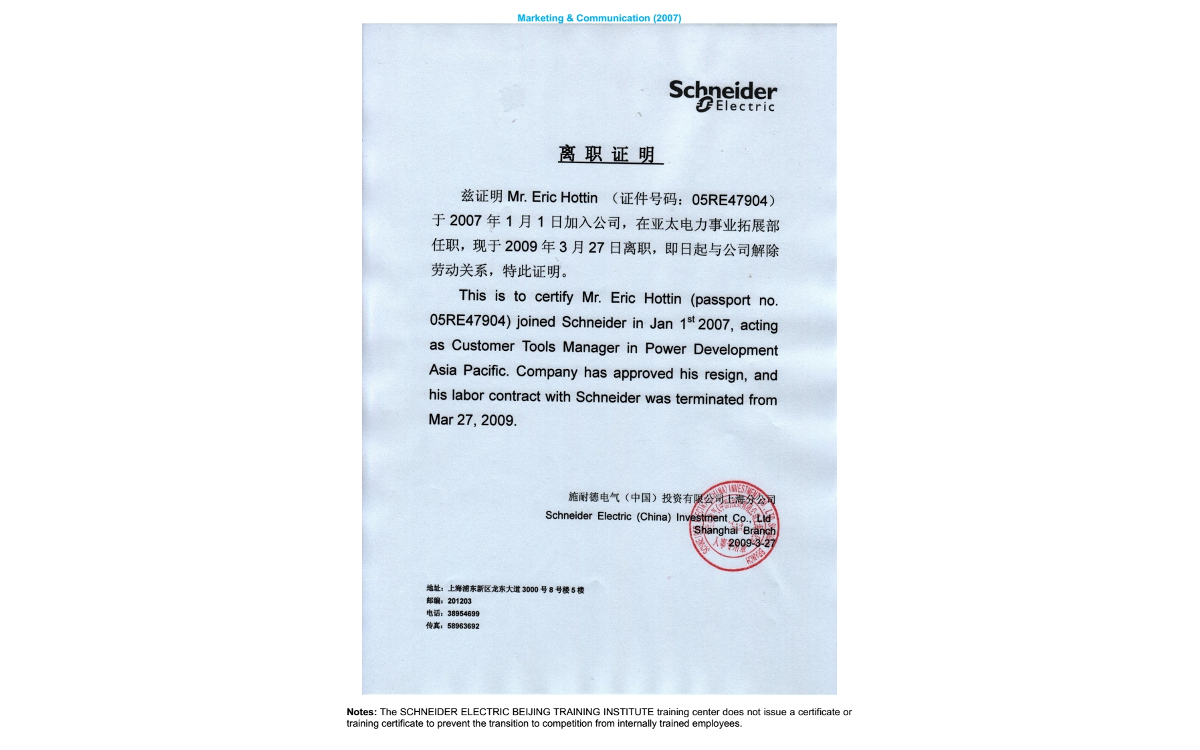 Marketing & Communication (2007)
Schneider
Electric
离 职 证 明
兹证明 Mr. Eric Hottin （证件号码：05RE47904）
于 2007 年 1 月 1 日加入公司，在亚太电力事业拓展部
任职，现于 2009 年 3 月 27 日离职，即日起与公司解除
劳动关系，特此证明。
This is to certify Mr. Eric Hottin (passport no.
05RE47904) joined Schneider in Jan 1st 2007, acting
as Customer Tools Manager in Power Development
Asia Pacific. Company has approved his resign, and
his labor contract with Schneider was terminated from
Mar 27, 2009.
施耐德电气（中国）投资有限公司上海分公司
Schneider Electric (China) Investment Co., Ltd
Shanghai Branch
2009-3-27
地址：上海浦东新区龙东大道 3000 号 8 号楼 5 楼
邮编：201203
电话：38954699
传真：58963692
Notes: The SCHNEIDER ELECTRIC BEIJING TRAINING INSTITUTE training center does not issue a certificate or
training certificate to prevent the transition to competition from internally trained employees.